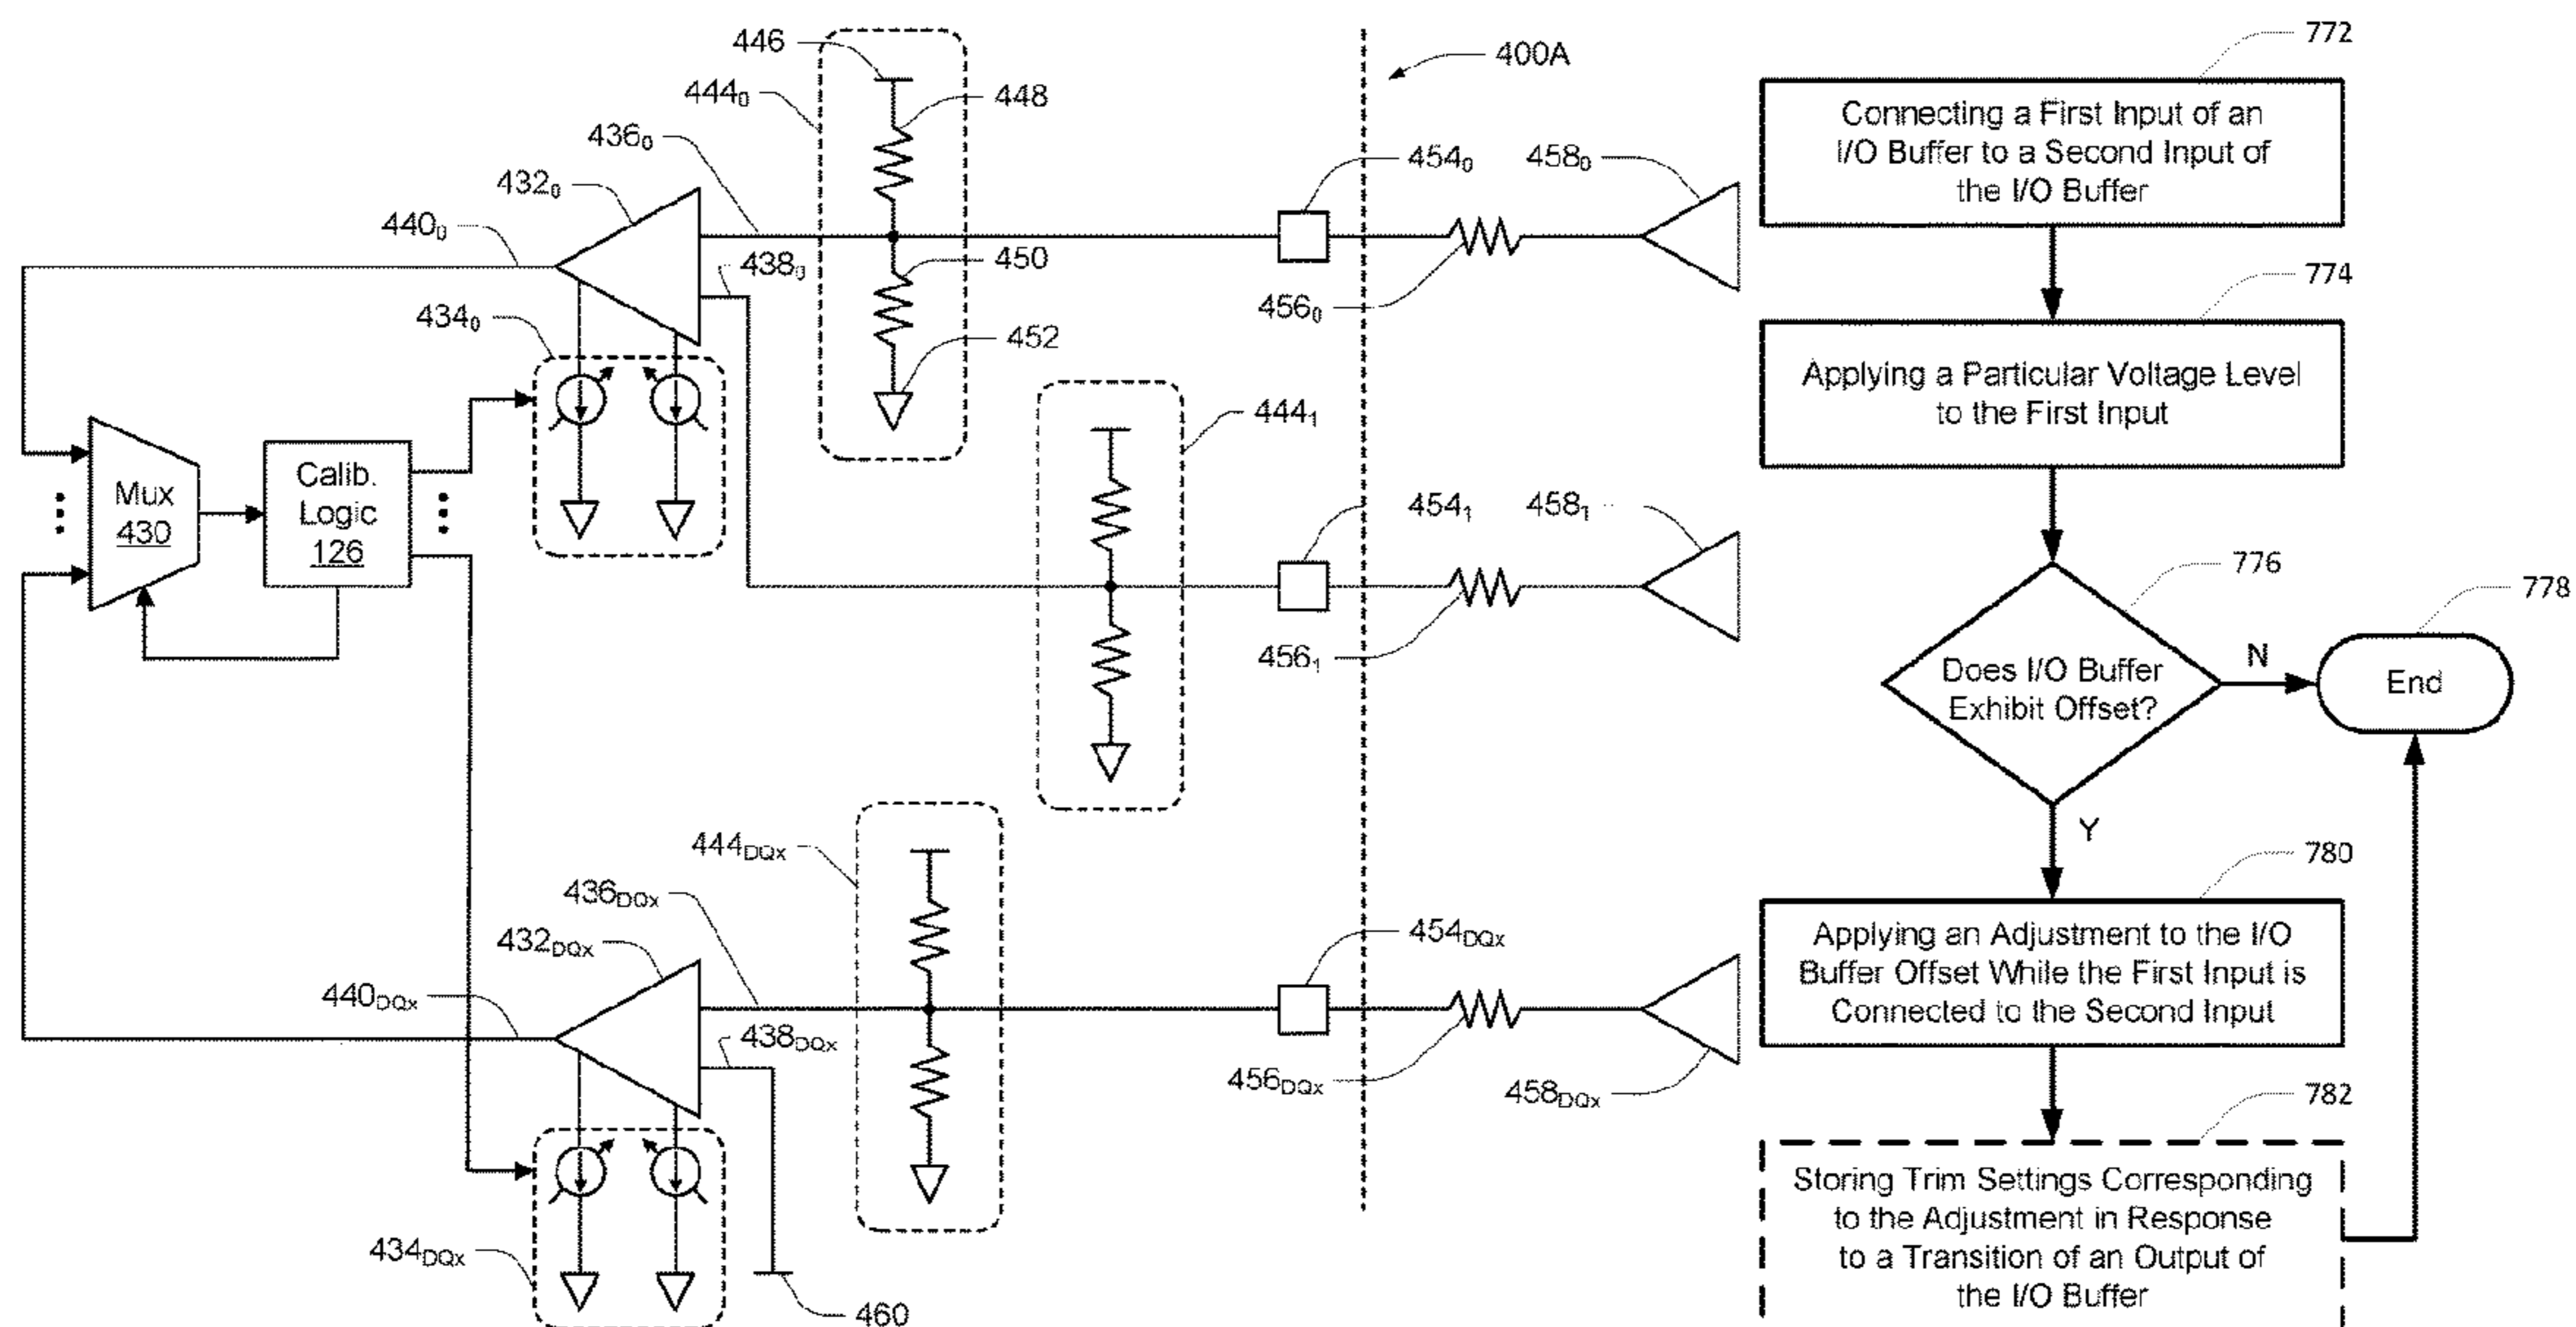 446
444₀
448
436₀
432₀
440₀
438₀
450
434₀
452
444₁
Mux
430
Calib.
Logic
126
400A
454₀
458₀
456₀
454₁
458₁
456₁
444DQx
436DQx
432DQx
440DQx
438DQx
454DQx
456DQx
458DQx
434DQx
460
772
Connecting a First Input of an
I/O Buffer to a Second Input of
the I/O Buffer
774
Applying a Particular Voltage Level
to the First Input
776
Does I/O Buffer
Exhibit Offset?
N
778
End
Y
780
Applying an Adjustment to the I/O
Buffer Offset While the First Input is
Connected to the Second Input
782
Storing Trim Settings Corresponding
to the Adjustment in Response
to a Transition of an Output of
the I/O Buffer